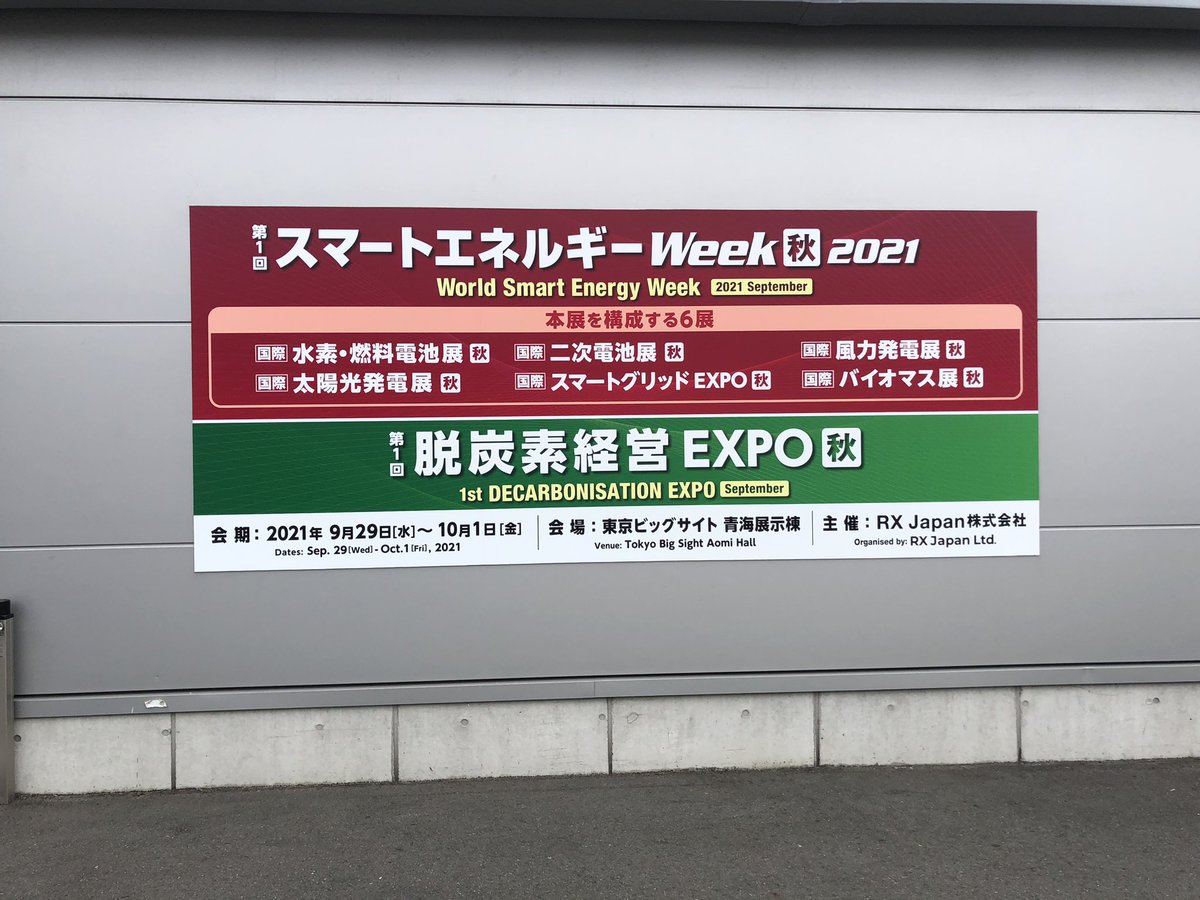 第1回 スマートエネルギーWeek 秋 2021
World Smart Energy Week 2021 September
本展を構成する6展
国際 水素・燃料電池展 秋 国際 二次電池展 秋 国際 風力発電展 秋
国際 太陽光発電展 秋 国際 スマートグリッド EXPO 秋 国際 バイオマス展 秋
第1回 脱炭素経営 EXPO 秋
1st DECARBONISATION EXPO September
会期：2021年 9月29日[水]～10月1日[金] 会場：東京ビッグサイト 青海展示棟 主催：RX Japan株式会社
Dates: Sep. 29[Wed] - Oct.1[Fri], 2021 Venue: Tokyo Big Sight Aomi Hall Organised by: RX Japan Ltd.